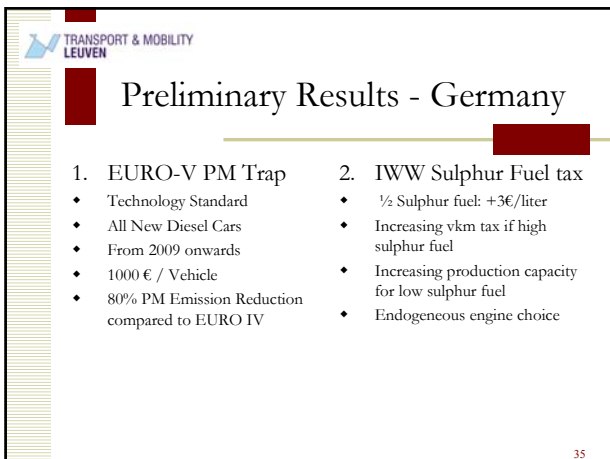 TRANSPORT & MOBILITY
LEUVEN
Preliminary Results - Germany
1. EURO-V PM Trap
◆ Technology Standard
◆ All New Diesel Cars
◆ From 2009 onwards
◆ 1000 € / Vehicle
◆ 80% PM Emission Reduction
compared to EURO IV
2. IWW Sulphur Fuel tax
◆ ½ Sulphur fuel: +3€/liter
◆ Increasing vkm tax if high
sulphur fuel
◆ Increasing production capacity
for low sulphur fuel
◆ Endogeneous engine choice
35